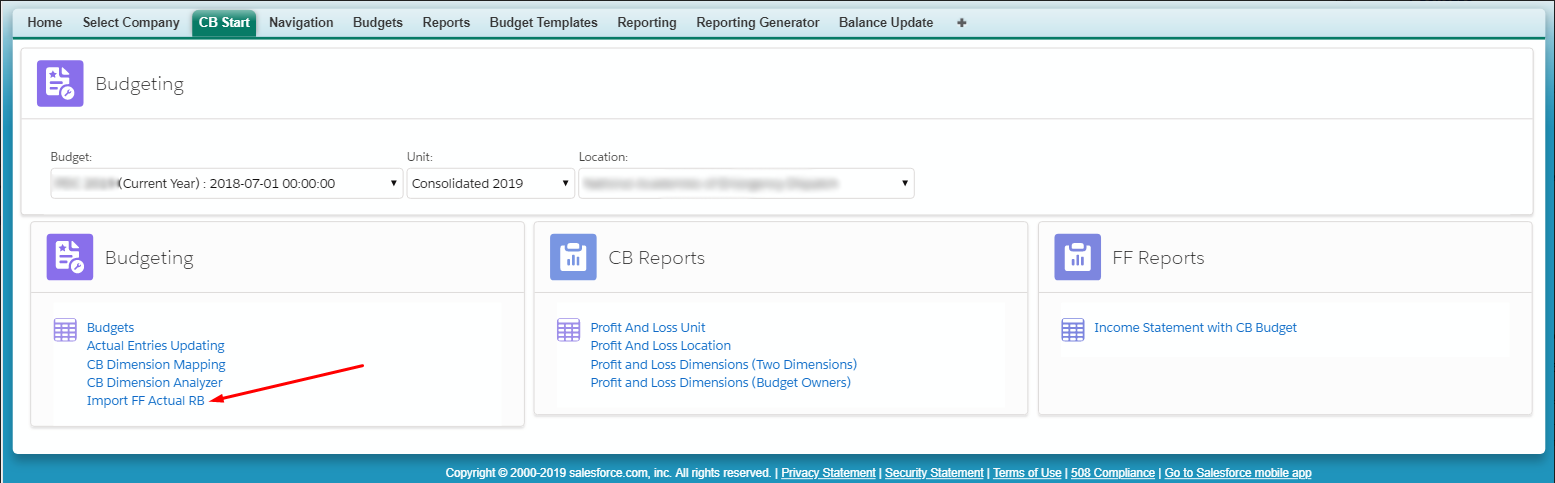 Home Select Company CB Start Navigation Budgets Reports Budget Templates Reporting Reporting Generator Balance Update +
Budgeting
Budget: Unit: Location:
(Current Year) : 2018-07-01 00:00:00 Consolidated 2019
Budgeting
Budgets
Actual Entries Updating
CB Dimension Mapping
CB Dimension Analyzer
Import FF Actual RB
CB Reports
Profit And Loss Unit
Profit And Loss Location
Profit and Loss Dimensions (Two Dimensions)
Profit and Loss Dimensions (Budget Owners)
FF Reports
Income Statement with CB Budget
Copyright © 2000-2019 salesforce.com, inc. All rights reserved. | Privacy Statement | Security Statement | Terms of Use | 508 Compliance | Go to Salesforce mobile app